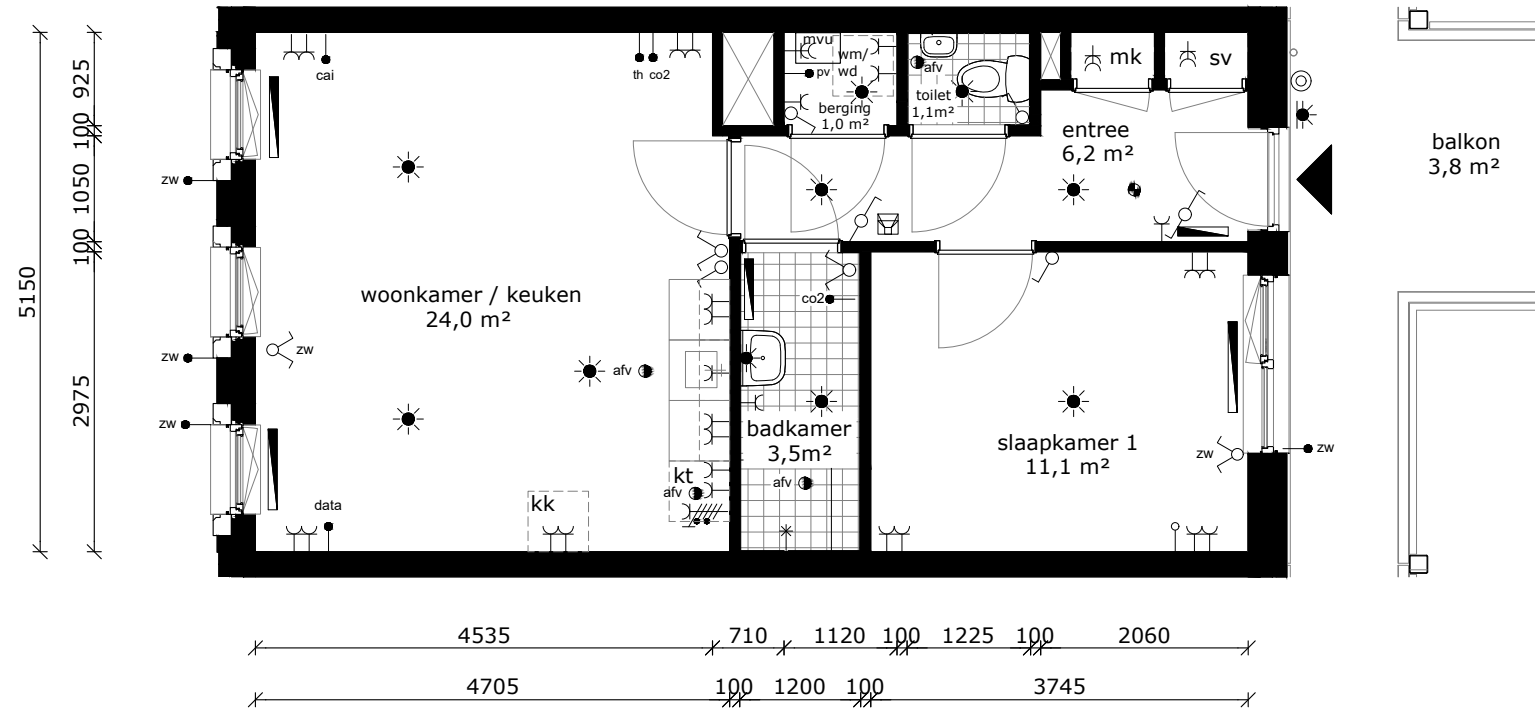 mvu
wm/
wd
pv
berging
1,0 m²
afv
toilet
1,1m²
mk
sv
cai
th
co2
entree
6,2 m²
balkon
3,8 m²
925
100
1050
100
2975
5150
zw
zw
zw
zw
woonkamer / keuken
24,0 m²
co2
afv
badkamer
3,5m²
afv
slaapkamer 1
11,1 m²
zw
zw
kt
afv
kk
data
4535
710
1120
100
1225
100
2060
4705
100
1200
100
3745